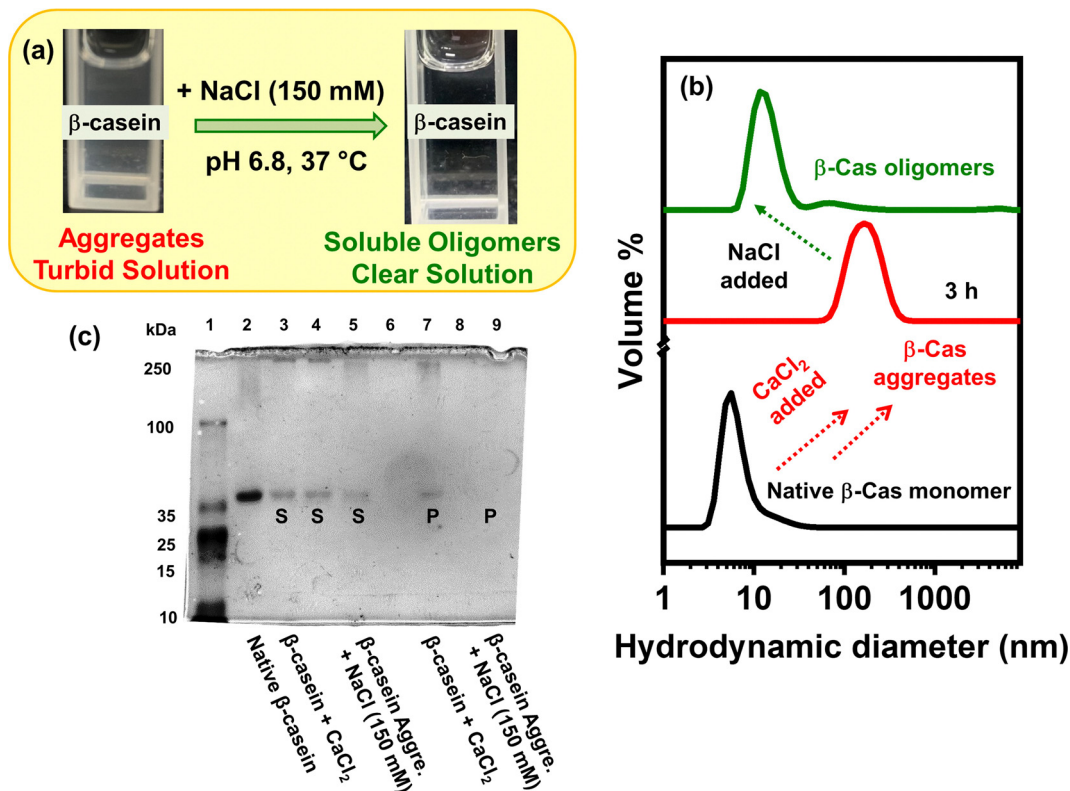 (a)
β-casein
+ NaCl (150 mM)
pH 6.8, 37 °C
β-casein
Aggregates
Turbid Solution
Soluble Oligomers
Clear Solution
(b)
β-Cas oligomers
NaCl
added
3 h
β-Cas
aggregates
CaCl₂
added
Native β-Cas monomer
Volume %
1
10
100
1000
Hydrodynamic diameter (nm)
(c)
kDa
1 2 3 4 5 6 7 8 9
250
100
35
25
15
10
S S S P P
Native β-casein
β-casein + CaCl₂
β-casein Aggre.
+ NaCl (150 mM)
β-casein + CaCl₂
β-casein Aggre.
+ NaCl (150 mM)